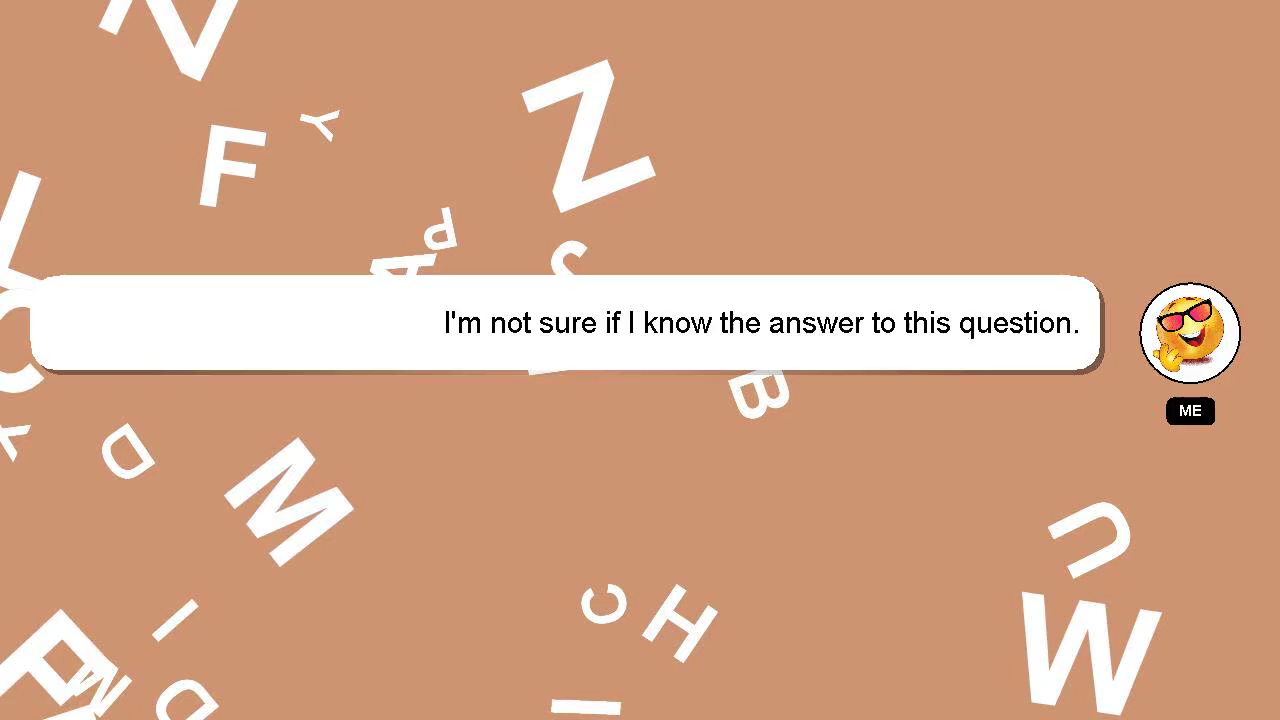 N
Z
Y
F
L
P
A
S
C
I'm not sure if I know the answer to this question.
B
ME
Y
D
M
U
I
C
H
W
P
M
D
I